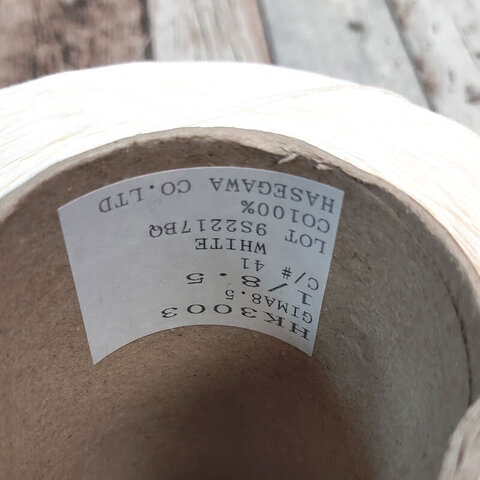 HK3003
GIMA8.5
1/8.5
C/# 41
WHITE
LOT 9S2217BQ
CO100%
HASEGAWA CO.LTD